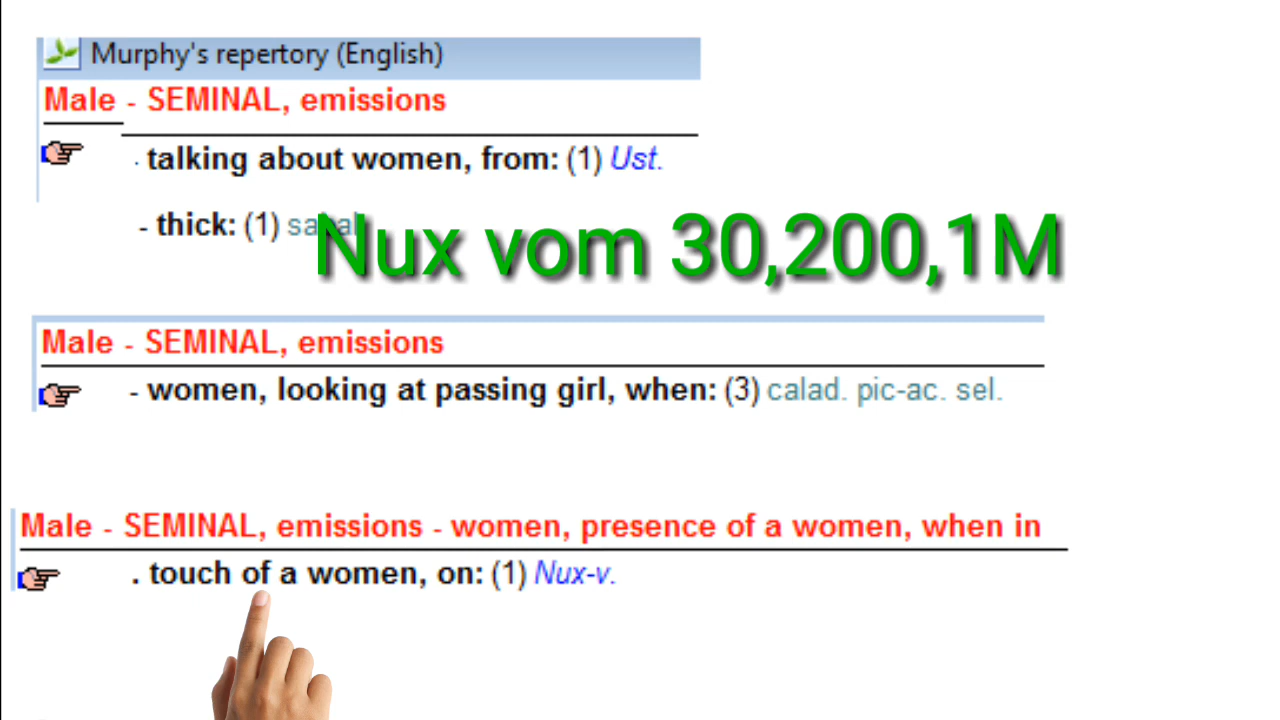 Murphy's repertory (English)
Male - SEMINAL, emissions
· talking about women, from: (1) Ust.
- thick: (1)
Nux vom 30,200,1M
Male - SEMINAL, emissions
- women, looking at passing girl, when: (3) calad. pic-ac. sel.
Male - SEMINAL, emissions - women, presence of a women, when in
. touch of a women, on: (1) Nux-v.